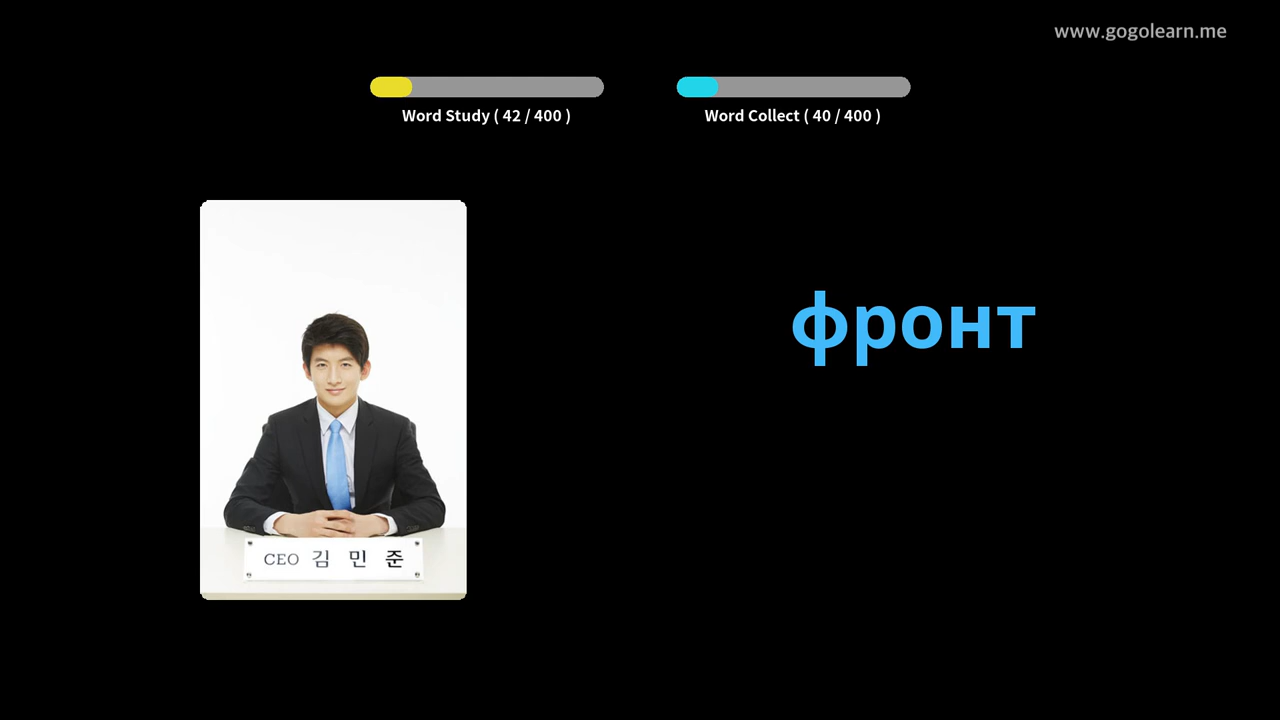 www.gogolearn.me
Word Study ( 42 / 400 )
Word Collect ( 40 / 400 )
фронт
CEO 김 민 준